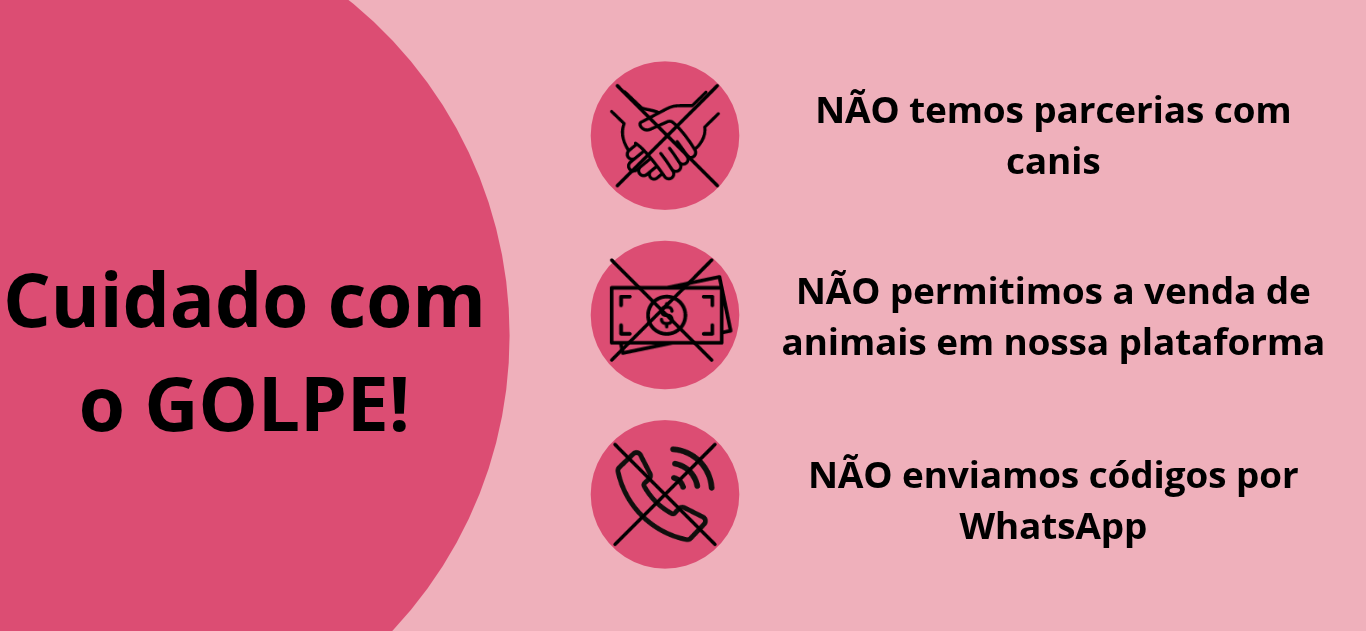 Cuidado com
o GOLPE!
NÃO temos parcerias com
canis
NÃO permitimos a venda de
animais em nossa plataforma
NÃO enviamos códigos por
WhatsApp